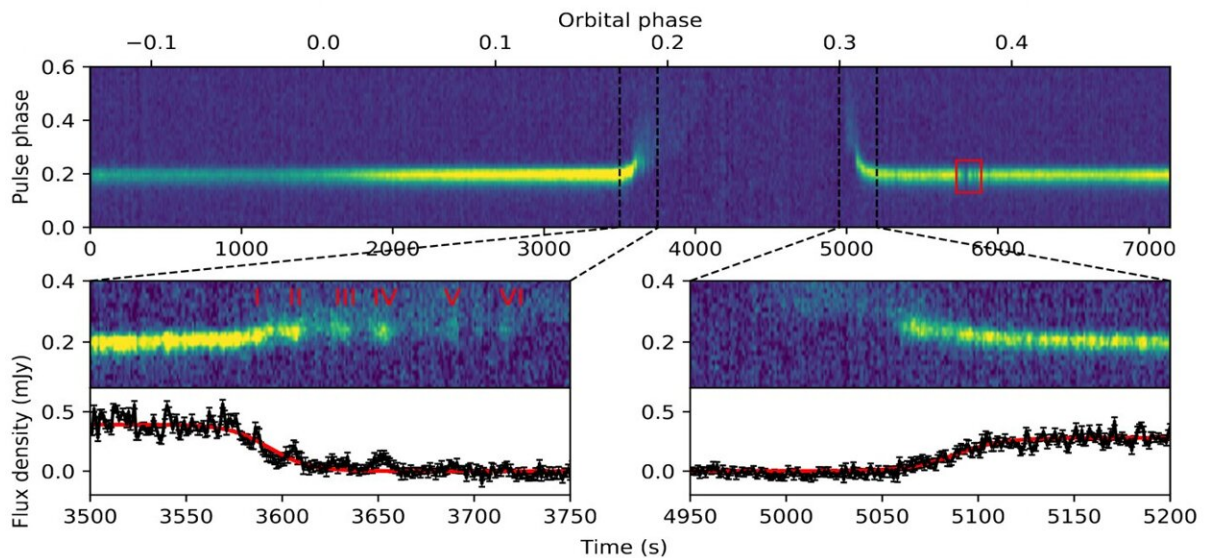 Orbital phase
−0.1 0.0 0.1 0.2 0.3 0.4
Pulse phase
0.6
0.4
0.2
0.0
0 1000 2000 3000 4000 5000 6000 7000
I II III IV V VI
0.4
0.2
0.4
0.2
Flux density (mJy)
0.5
0.0
0.5
0.0
3500 3550 3600 3650 3700 3750
4950 5000 5050 5100 5150 5200
Time (s)